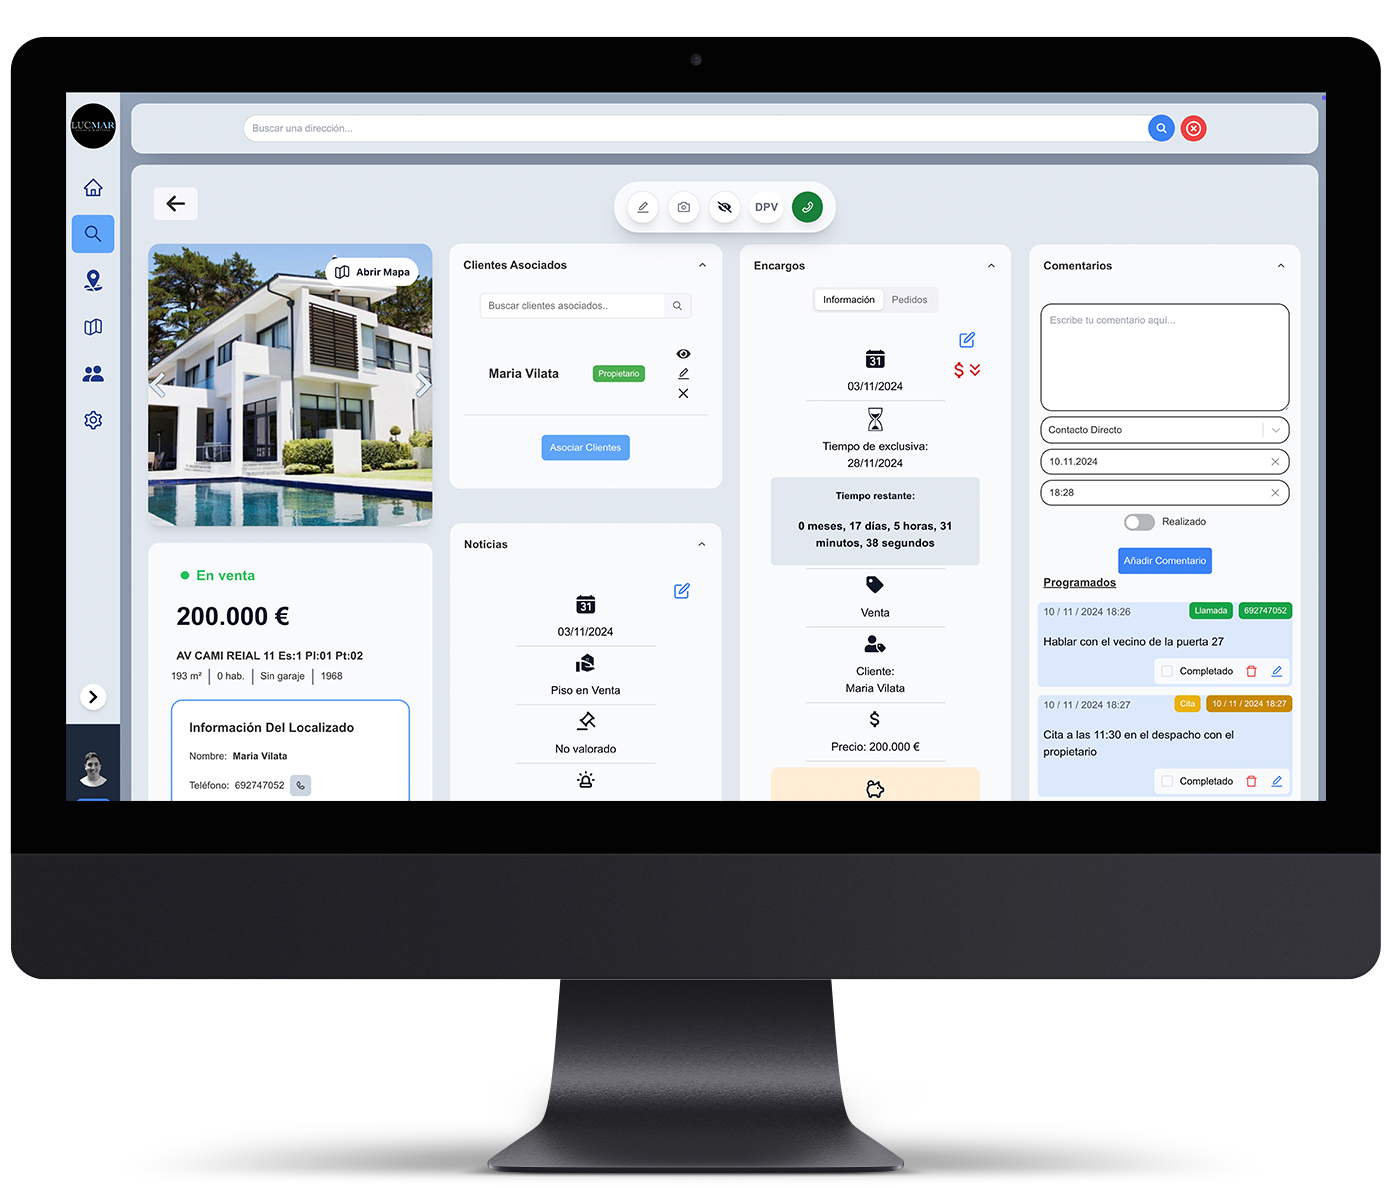 LUCMAR
Buscar una dirección...
DPV
Abrir Mapa
En venta
200.000 €
AV CAMI REIAL 11 Es:1 Pl:01 Pt:02
193 m² 0 hab. Sin garaje 1968
Información Del Localizado
Nombre: Maria Vilata
Teléfono: 692747052
Clientes Asociados
Buscar clientes asociados..
Maria Vilata Propietario
Asociar Clientes
Noticias
31
03/11/2024
Piso en Venta
No valorado
Encargos
Información Pedidos
31
03/11/2024
Tiempo de exclusiva:
28/11/2024
Tiempo restante:
0 meses, 17 días, 5 horas, 31
minutos, 38 segundos
Venta
Cliente:
Maria Vilata
Precio: 200.000 €
Comentarios
Escribe tu comentario aquí...
Contacto Directo
10.11.2024
18:28
Realizado
Añadir Comentario
Programados
10 / 11 / 2024 18:26 Llamada 692747052
Hablar con el vecino de la puerta 27
Completado
10 / 11 / 2024 18:27 Cita 10 / 11 / 2024 18:27
Cita a las 11:30 en el despacho con el
propietario
Completado